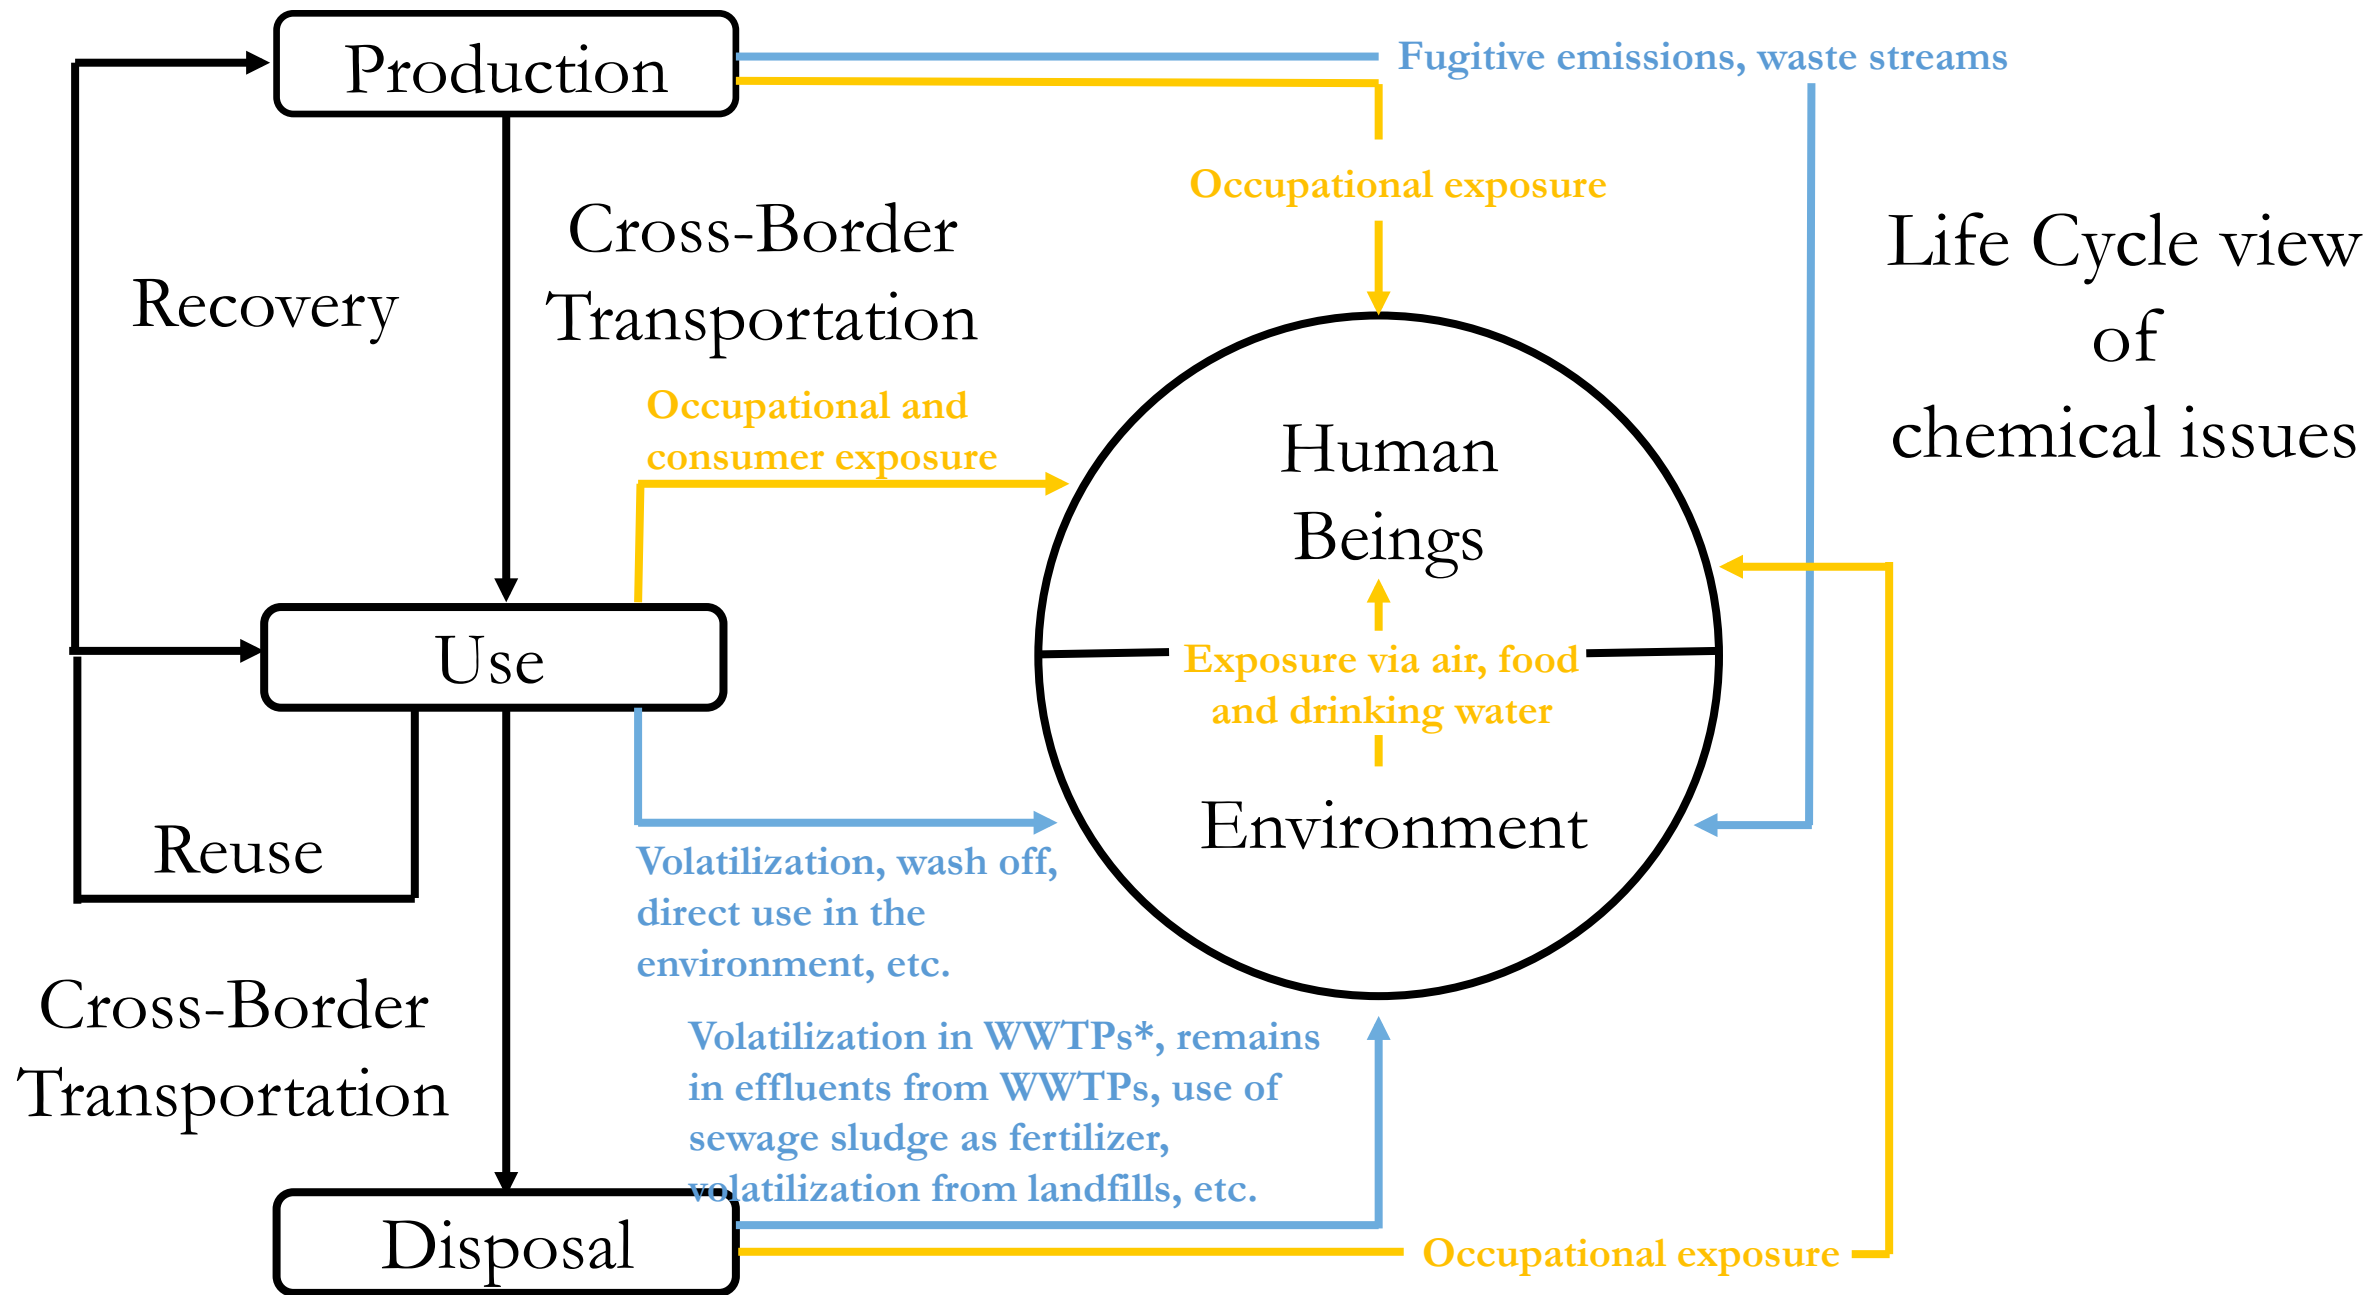 Production
Fugitive emissions, waste streams
Occupational exposure
Cross-Border
Transportation
Recovery
Life Cycle view
of
chemical issues
Occupational and
consumer exposure
Human
Beings
Use
Exposure via air, food
and drinking water
Environment
Reuse
Volatilization, wash off,
direct use in the
environment, etc.
Cross-Border
Transportation
Volatilization in WWTPs*, remains
in effluents from WWTPs, use of
sewage sludge as fertilizer,
volatilization from landfills, etc.
Disposal
Occupational exposure